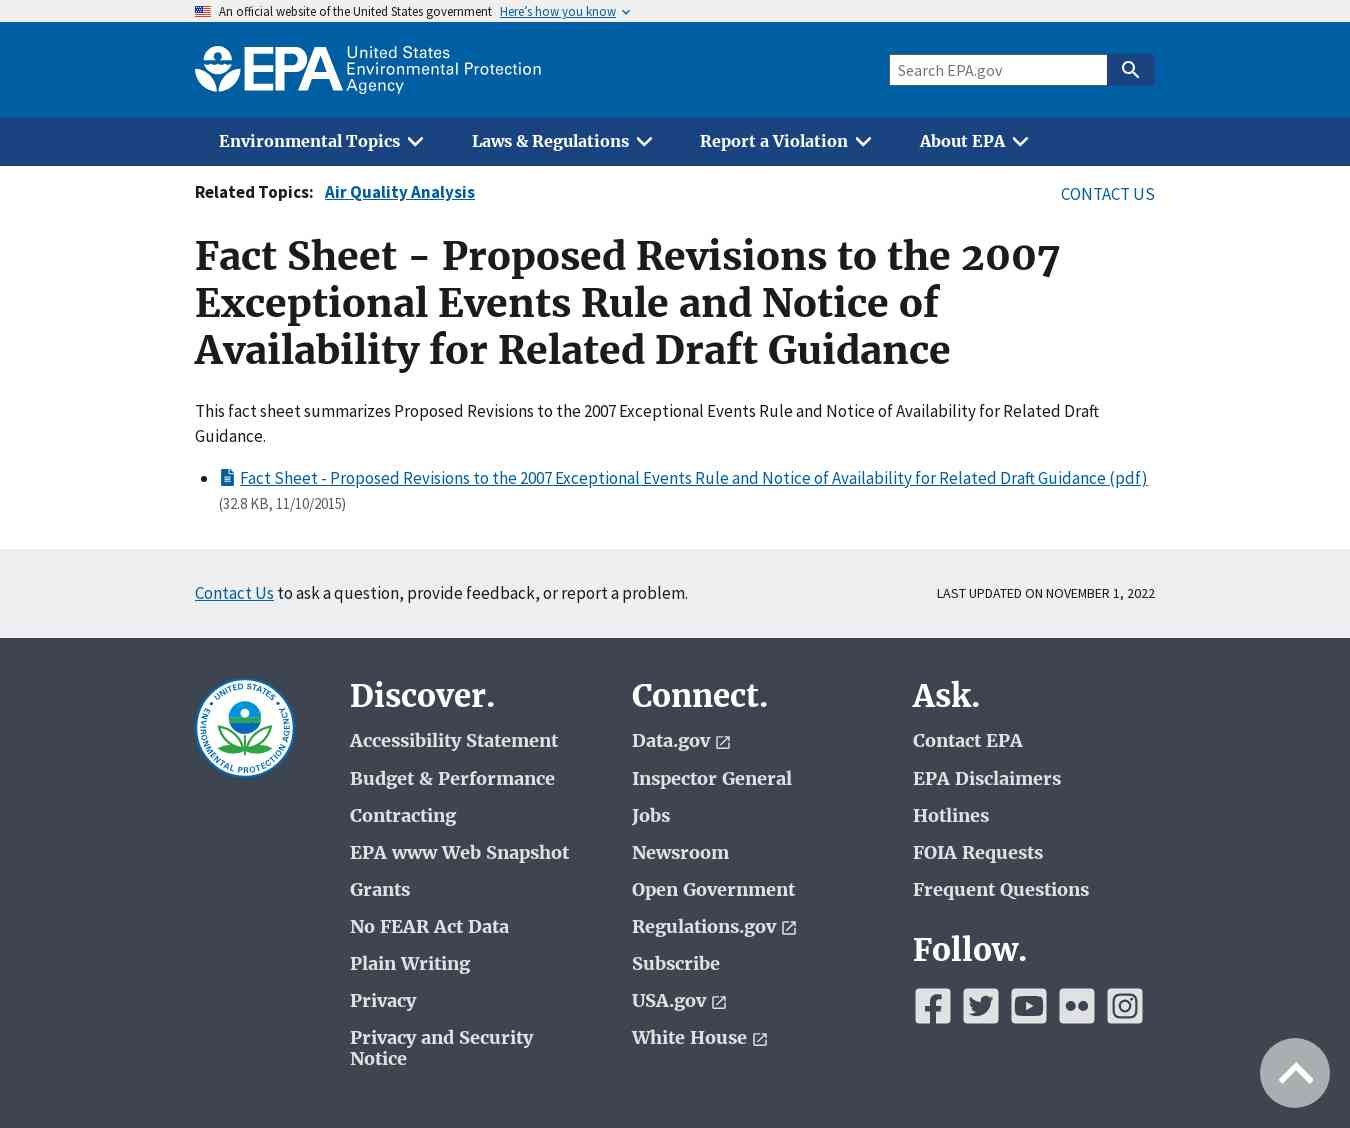 An official website of the United States government Here's how you know
EPA United States
Environmental Protection
Agency
Search EPA.gov
Environmental Topics Laws & Regulations Report a Violation About EPA
Related Topics: Air Quality Analysis
CONTACT US
Fact Sheet - Proposed Revisions to the 2007
Exceptional Events Rule and Notice of
Availability for Related Draft Guidance
This fact sheet summarizes Proposed Revisions to the 2007 Exceptional Events Rule and Notice of Availability for Related Draft
Guidance.
Fact Sheet - Proposed Revisions to the 2007 Exceptional Events Rule and Notice of Availability for Related Draft Guidance (pdf)
(32.8 KB, 11/10/2015)
Contact Us to ask a question, provide feedback, or report a problem.
LAST UPDATED ON NOVEMBER 1, 2022
UNITED STATES
ENVIRONMENTAL PROTECTION AGENCY
Discover.
Accessibility Statement
Budget & Performance
Contracting
EPA www Web Snapshot
Grants
No FEAR Act Data
Plain Writing
Privacy
Privacy and Security
Notice
Connect.
Data.gov
Inspector General
Jobs
Newsroom
Open Government
Regulations.gov
Subscribe
USA.gov
White House
Ask.
Contact EPA
EPA Disclaimers
Hotlines
FOIA Requests
Frequent Questions
Follow.